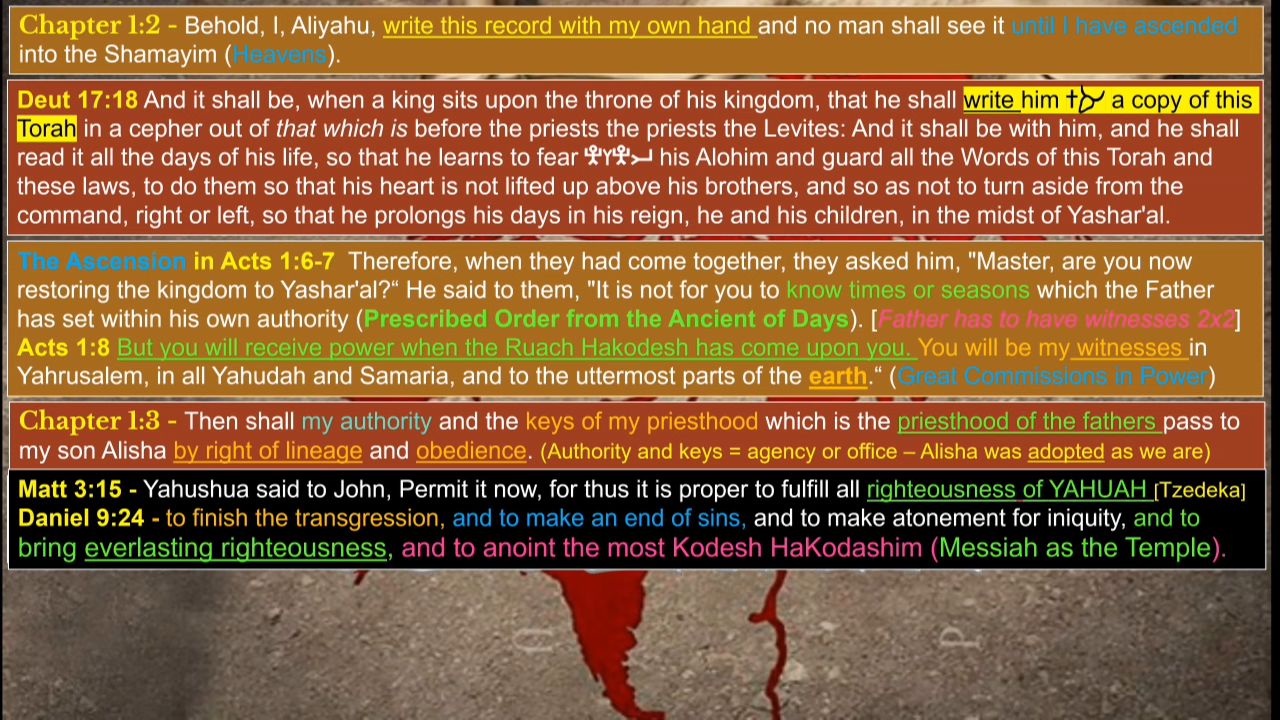 Chapter 1:2 - Behold, I, Aliyahu, write this record with my own hand and no man shall see it until I have ascended
into the Shamayim (Heavens).
Deut 17:18 And it shall be, when a king sits upon the throne of his kingdom, that he shall write him 𐤕𐤀 a copy of this
Torah in a cepher out of that which is before the priests the priests the Levites: And it shall be with him, and he shall
read it all the days of his life, so that he learns to fear his Alohim and guard all the Words of this Torah and
these laws, to do them so that his heart is not lifted up above his brothers, and so as not to turn aside from the
command, right or left, so that he prolongs his days in his reign, he and his children, in the midst of Yashar'al.
The Ascension in Acts 1:6-7 Therefore, when they had come together, they asked him, "Master, are you now
restoring the kingdom to Yashar'al?“ He said to them, "It is not for you to know times or seasons which the Father
has set within his own authority (Prescribed Order from the Ancient of Days). [Father has to have witnesses 2x2]
Acts 1:8 But you will receive power when the Ruach Hakodesh has come upon you. You will be my witnesses in
Yahrusalem, in all Yahudah and Samaria, and to the uttermost parts of the earth.“ (Great Commissions in Power)
Chapter 1:3 - Then shall my authority and the keys of my priesthood which is the priesthood of the fathers pass to
my son Alisha by right of lineage and obedience. (Authority and keys = agency or office – Alisha was adopted as we are)
Matt 3:15 - Yahushua said to John, Permit it now, for thus it is proper to fulfill all righteousness of YAHUAH [Tzedeka]
Daniel 9:24 - to finish the transgression, and to make an end of sins, and to make atonement for iniquity, and to
bring everlasting righteousness, and to anoint the most Kodesh HaKodashim (Messiah as the Temple).